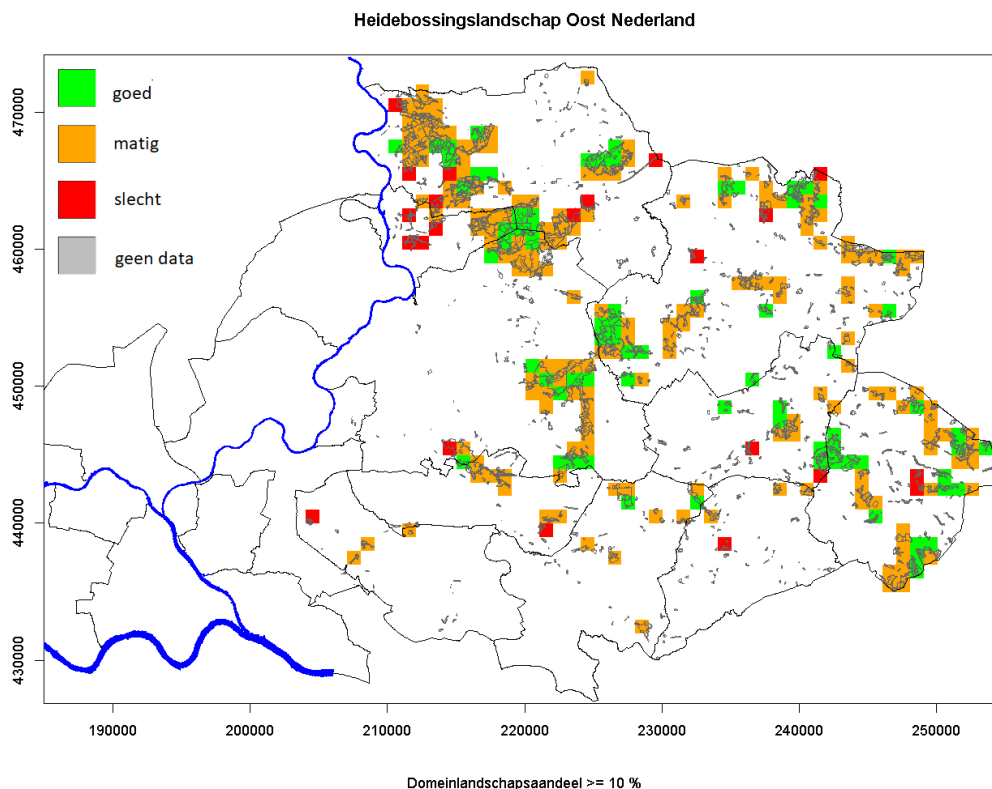 Heidebossingslandschap Oost Nederland
goed
matig
slecht
geen data
470000
460000
450000
440000
430000
190000 200000 210000 220000 230000 240000 250000
Domeinlandschapsaandeel >= 10 %